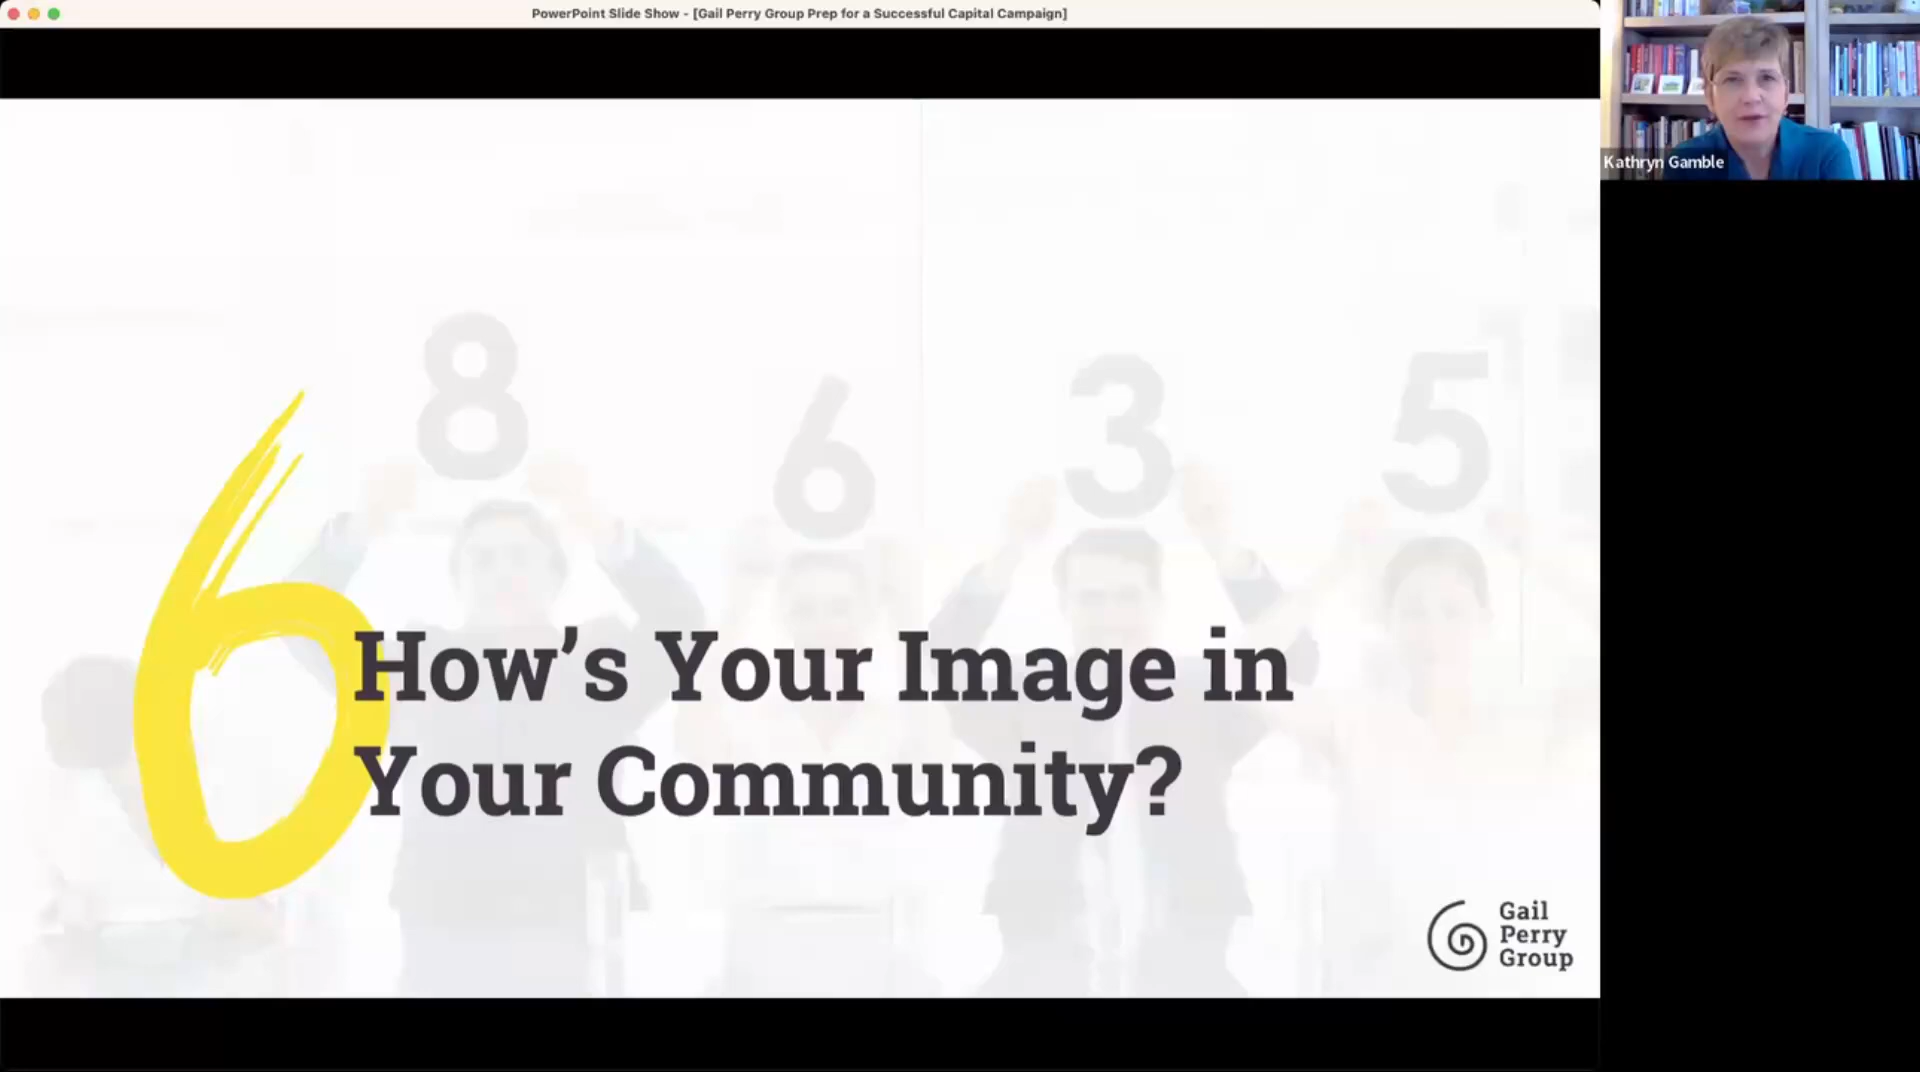 PowerPoint Slide Show - [Gail Perry Group Prep for a Successful Capital Campaign]
Kathryn Gamble
8
6
3
5
6
How's Your Image in
Your Community?
Gail
Perry
Group